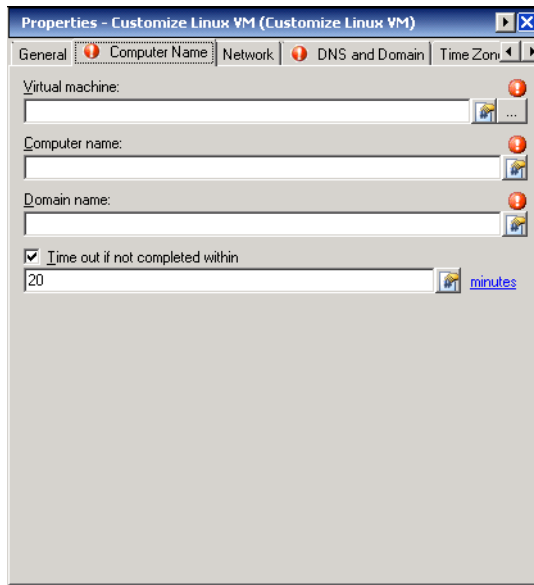 Properties - Customize Linux VM (Customize Linux VM)
General Computer Name Network DNS and Domain Time Zon
Virtual machine:
...
Computer name:
Domain name:
Time out if not completed within
20 minutes